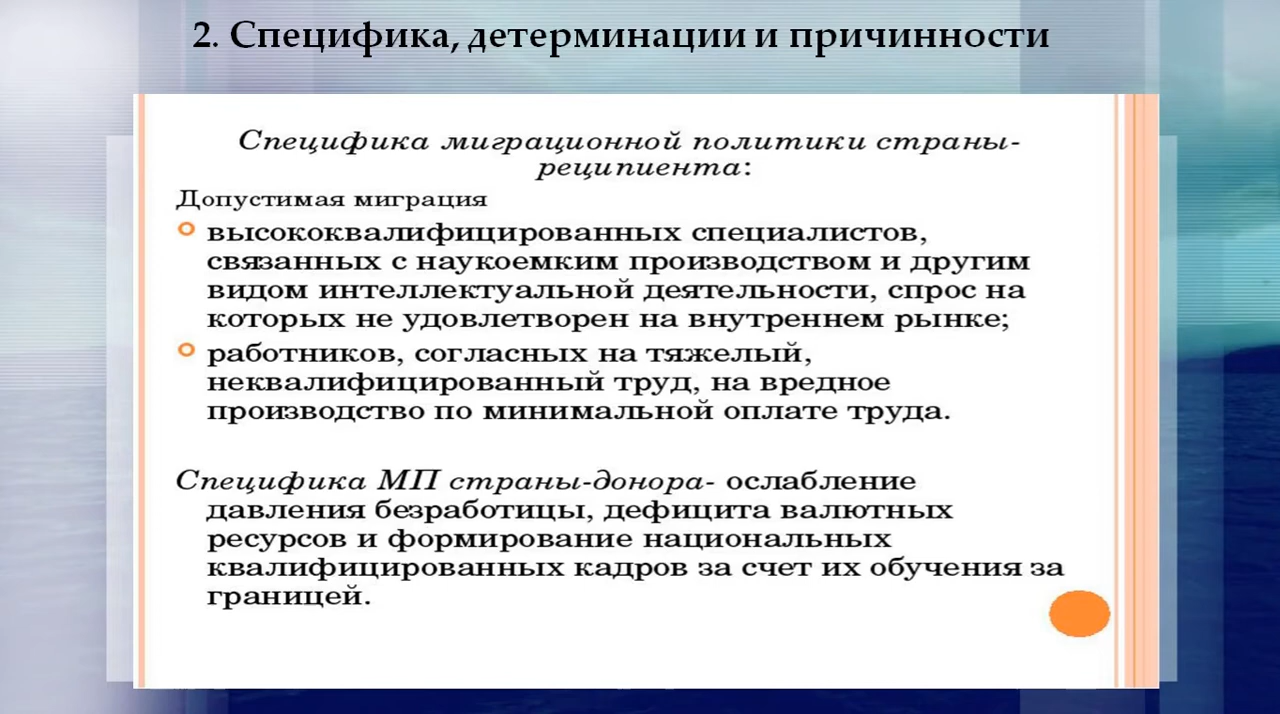 2. Специфика, детерминации и причинности
Специфика миграционной политики страны-
реципиента:
Допустимая миграция
высококвалифицированных специалистов,
связанных с наукоемким производством и другим
видом интеллектуальной деятельности, спрос на
которых не удовлетворен на внутреннем рынке;
работников, согласных на тяжелый,
неквалифицированный труд, на вредное
производство по минимальной оплате труда.
Специфика МП страны-донора- ослабление
давления безработицы, дефицита валютных
ресурсов и формирование национальных
квалифицированных кадров за счет их обучения за
границей.